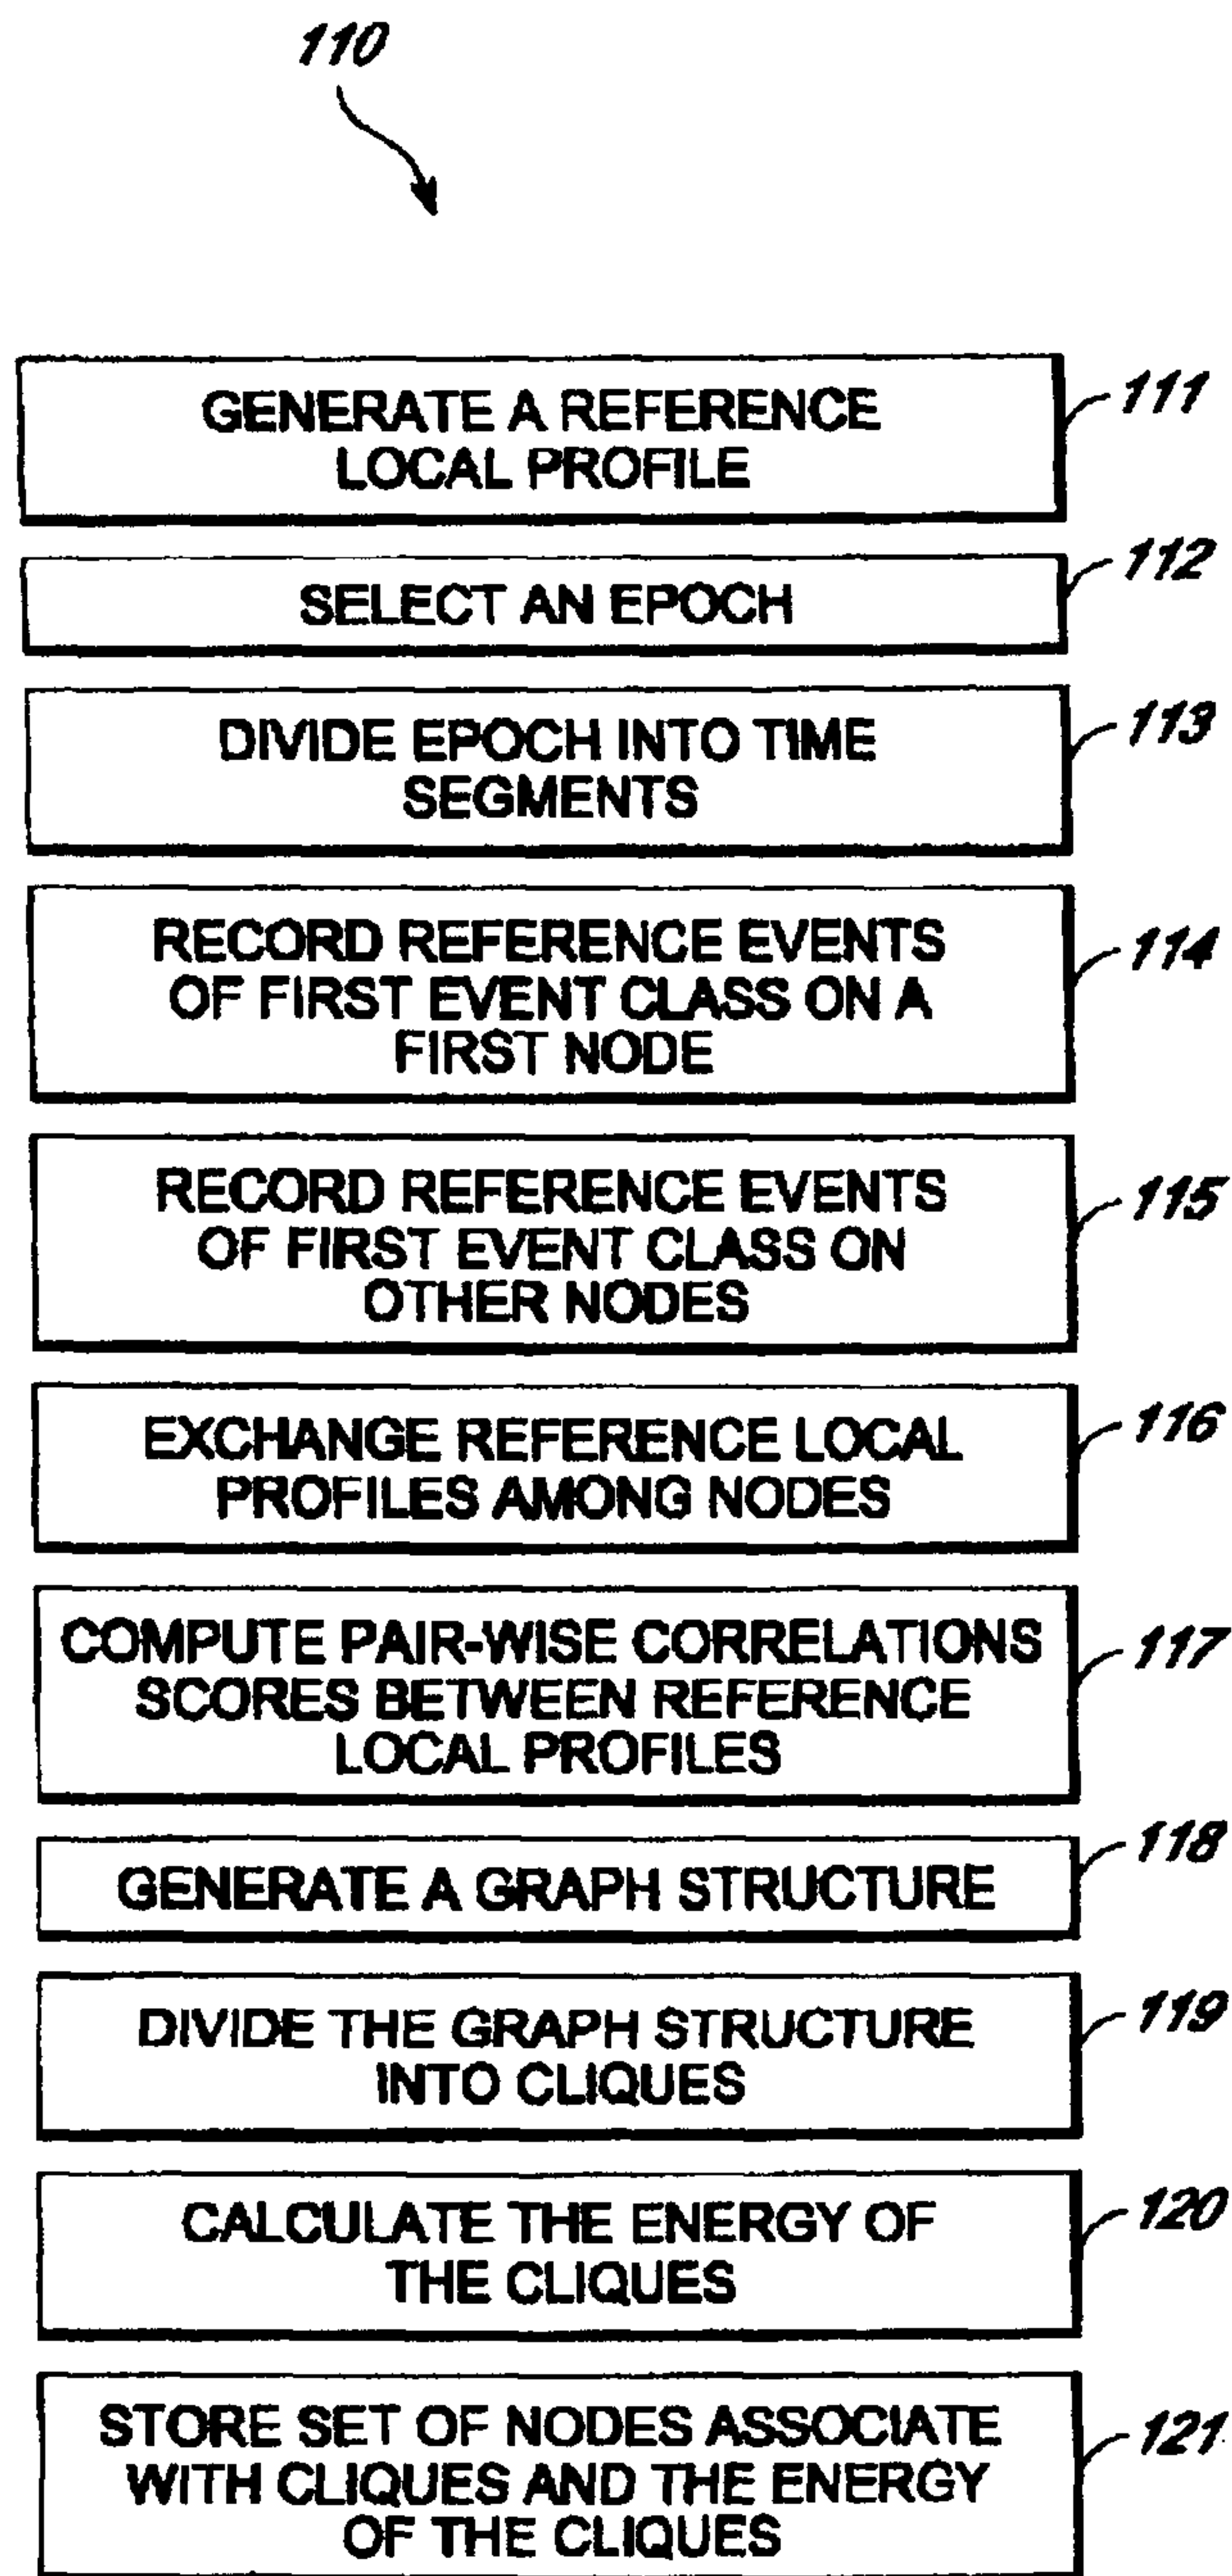 110
GENERATE A REFERENCE
LOCAL PROFILE
111
SELECT AN EPOCH
112
DIVIDE EPOCH INTO TIME
SEGMENTS
113
RECORD REFERENCE EVENTS
OF FIRST EVENT CLASS ON A
FIRST NODE
114
RECORD REFERENCE EVENTS
OF FIRST EVENT CLASS ON
OTHER NODES
115
EXCHANGE REFERENCE LOCAL
PROFILES AMONG NODES
116
COMPUTE PAIR-WISE CORRELATIONS
SCORES BETWEEN REFERENCE
LOCAL PROFILES
117
GENERATE A GRAPH STRUCTURE
118
DIVIDE THE GRAPH STRUCTURE
INTO CLIQUES
119
CALCULATE THE ENERGY OF
THE CLIQUES
120
STORE SET OF NODES ASSOCIATE
WITH CLIQUES AND THE ENERGY
OF THE CLIQUES
121